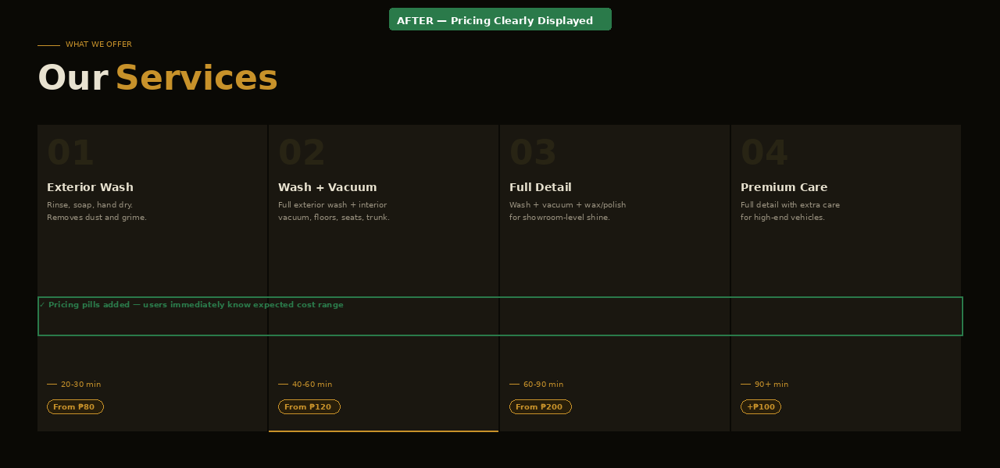 AFTER — Pricing Clearly Displayed
WHAT WE OFFER
Our Services
01
Exterior Wash
Rinse, soap, hand dry.
Removes dust and grime.
20-30 min
From ₱80
02
Wash + Vacuum
Full exterior wash + interior
vacuum, floors, seats, trunk.
40-60 min
From ₱120
03
Full Detail
Wash + vacuum + wax/polish
for showroom-level shine.
60-90 min
From ₱200
04
Premium Care
Full detail with extra care
for high-end vehicles.
90+ min
+₱100
✓ Pricing pills added — users immediately know expected cost range